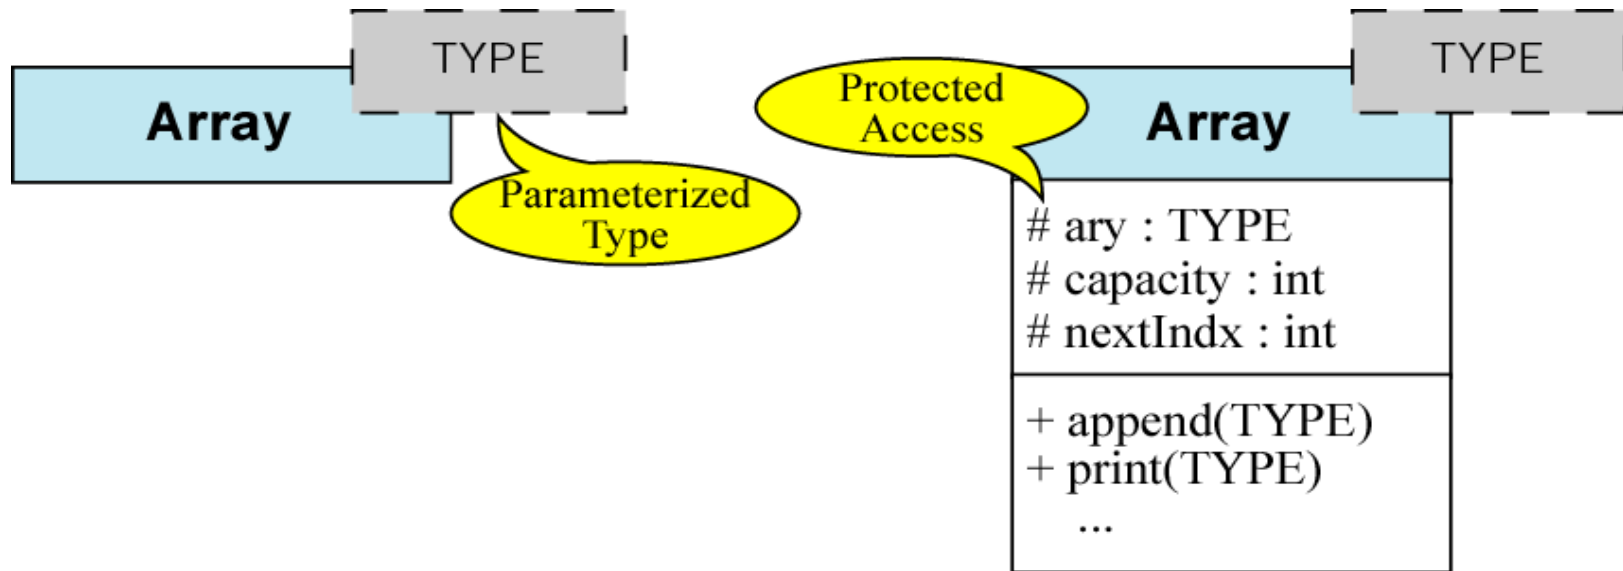 TYPE
Array
Parameterized
Type
TYPE
Protected
Access
Array
# ary : TYPE
# capacity : int
# nextIndx : int
+ append(TYPE)
+ print(TYPE)
...